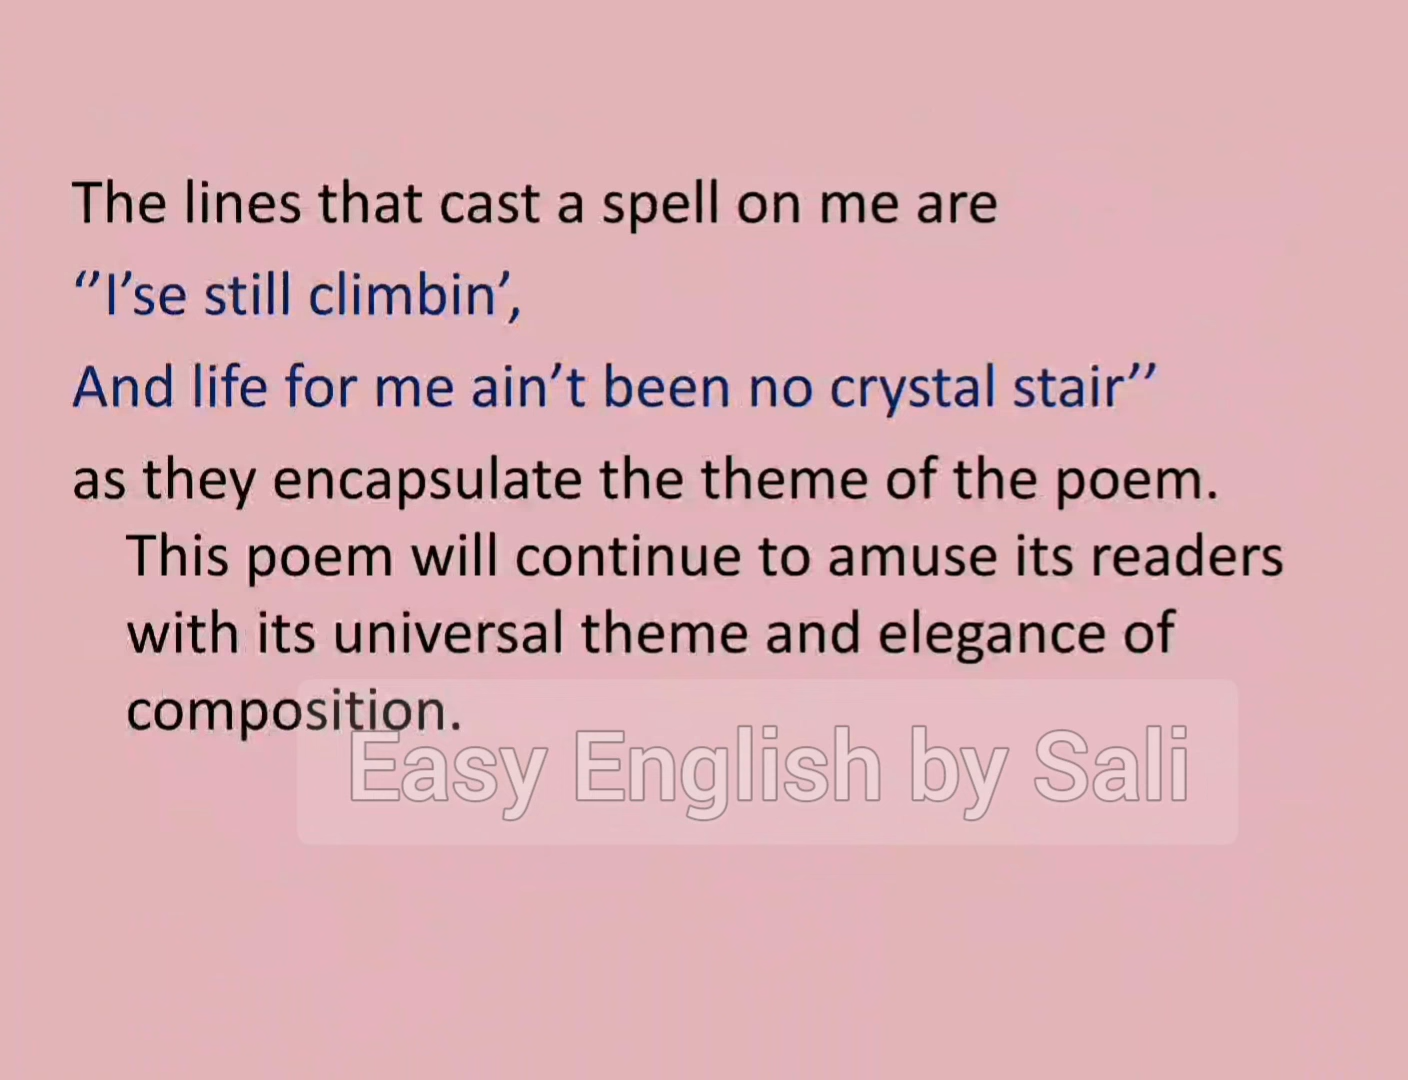 The lines that cast a spell on me are
‘’I’se still climbin’,
And life for me ain’t been no crystal stair’’
as they encapsulate the theme of the poem.
This poem will continue to amuse its readers
with its universal theme and elegance of
composition.
Easy English by Sali